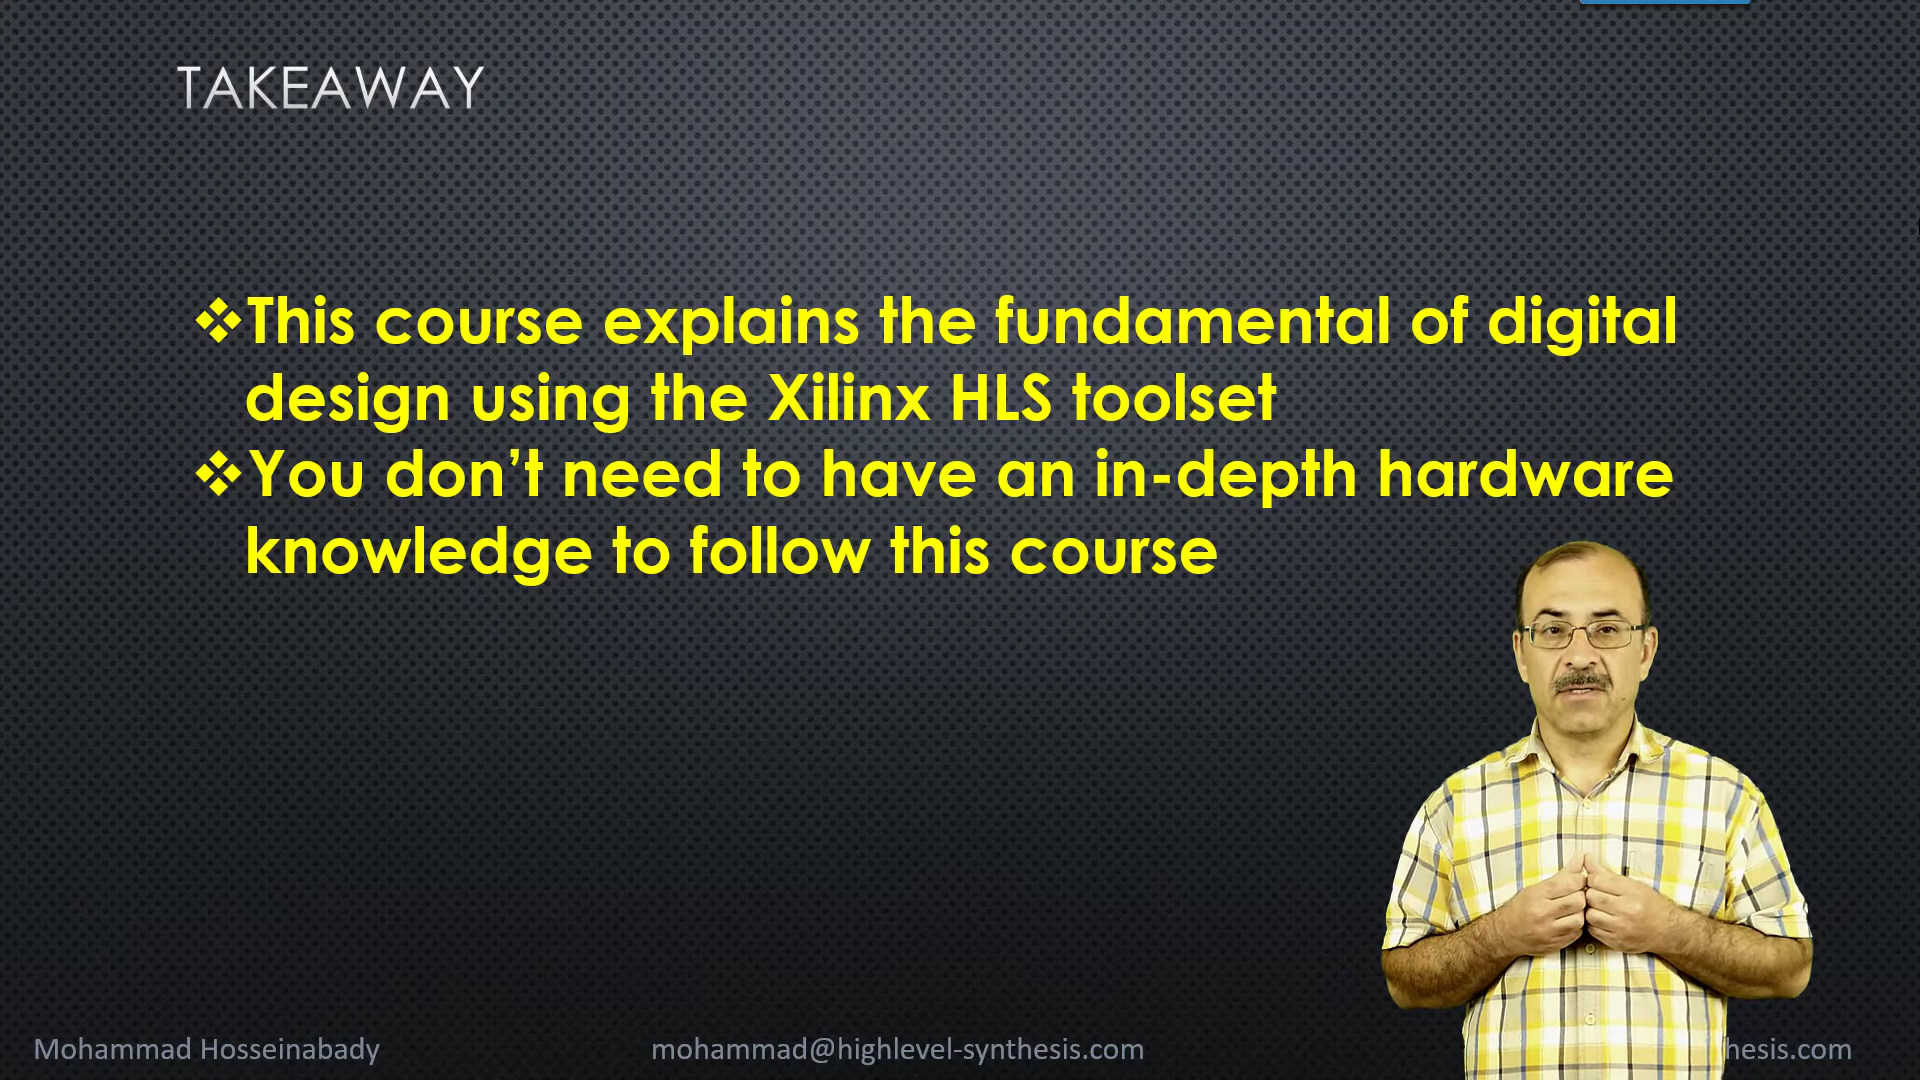 TAKEAWAY
❖This course explains the fundamental of digital
design using the Xilinx HLS toolset
❖You don’t need to have an in-depth hardware
knowledge to follow this course
Mohammad Hosseinabady
mohammad@highlevel-synthesis.com
hesis.com